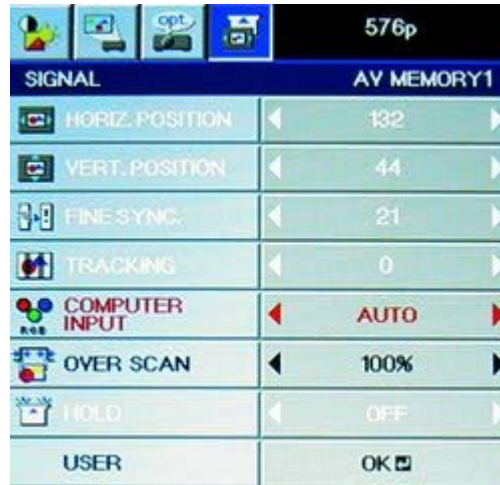 opt.
576p
SIGNAL AV MEMORY1
HORIZ. POSITION 132
VERT. POSITION 44
FINE SYNC. 21
TRACKING 0
COMPUTER INPUT AUTO
RGB
OVER SCAN 100%
HOLD OFF
USER OK